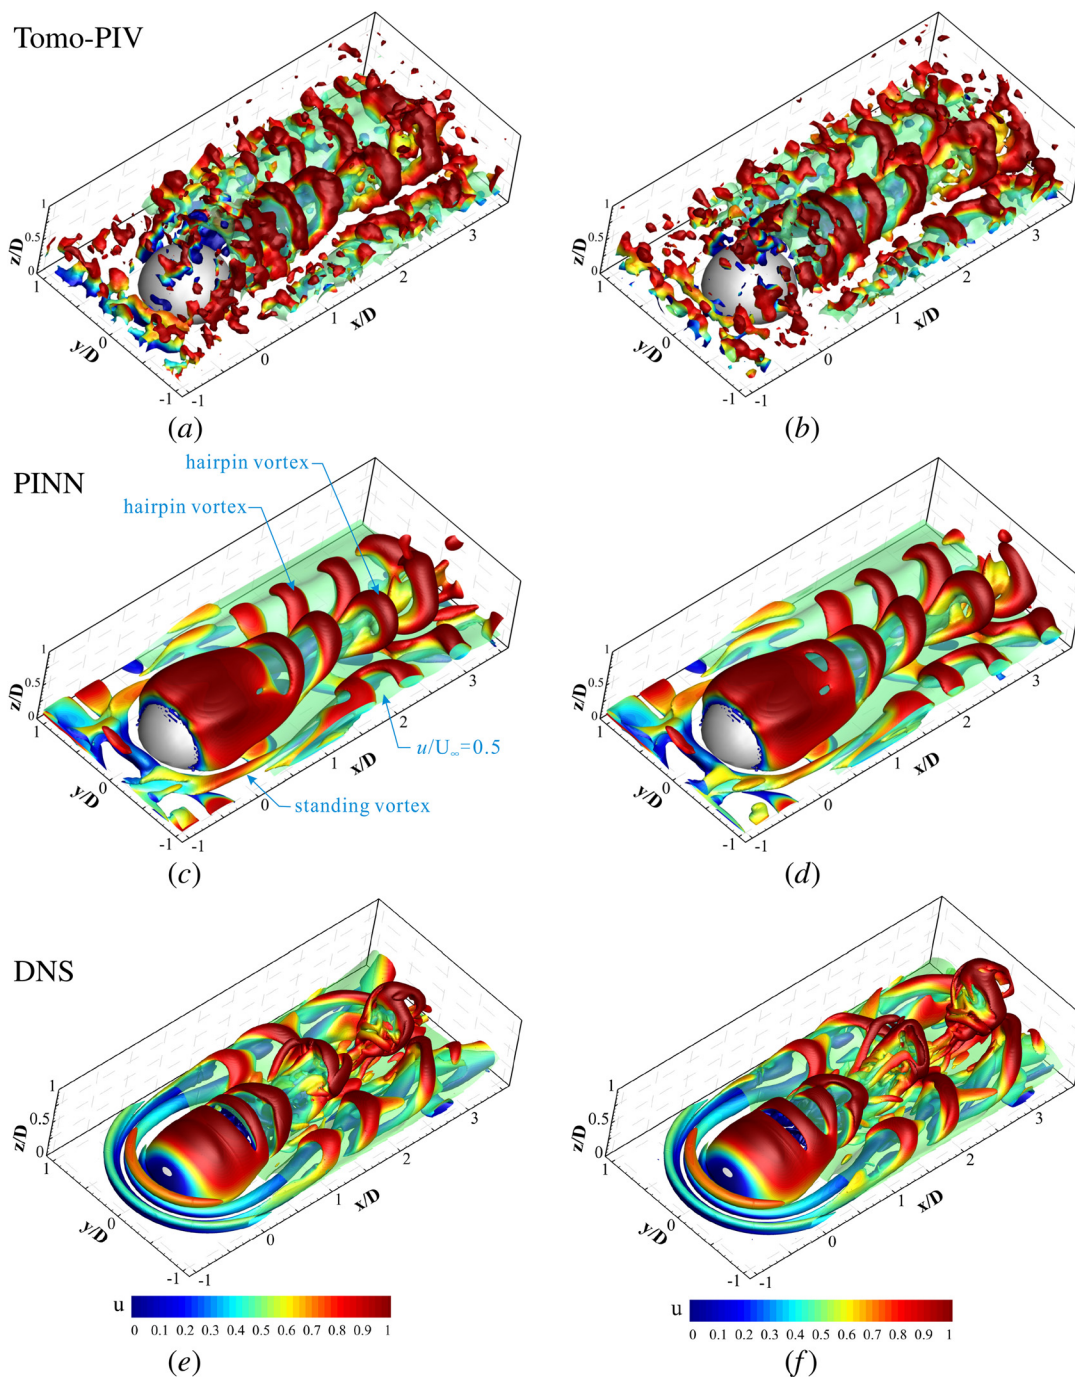 Tomo-PIV
z/D
1
0.5
0
1
0
-1
y/D
-1
0
1
2
3
x/D
(a)
z/D
1
0.5
0
1
0
-1
y/D
-1
0
1
2
3
x/D
(b)
PINN
hairpin vortex
hairpin vortex
z/D
1
0.5
0
1
0
-1
y/D
-1
0
1
2
3
x/D
u/U∞=0.5
standing vortex
(c)
z/D
1
0.5
0
1
0
-1
y/D
-1
0
1
2
3
x/D
(d)
DNS
z/D
1
0.5
0
1
0
-1
y/D
-1
0
1
2
3
x/D
u
0 0.1 0.2 0.3 0.4 0.5 0.6 0.7 0.8 0.9 1
(e)
z/D
1
0.5
0
1
0
-1
y/D
-1
0
1
2
3
x/D
u
0 0.1 0.2 0.3 0.4 0.5 0.6 0.7 0.8 0.9 1
(f)